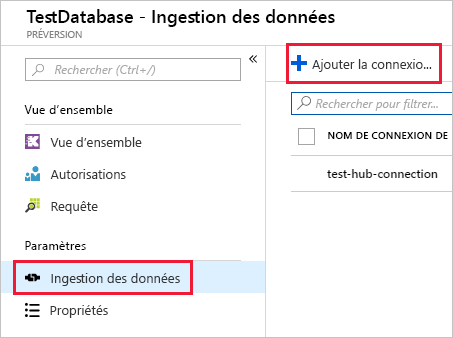 TestDatabase - Ingestion des données
PRÉVERSION
Rechercher (Ctrl+/)
«
Vue d’ensemble
Vue d’ensemble
Autorisations
Requête
Paramètres
Ingestion des données
Propriétés
Ajouter la connexio...
Rechercher pour filtrer...
NOM DE CONNEXION DE
test-hub-connection